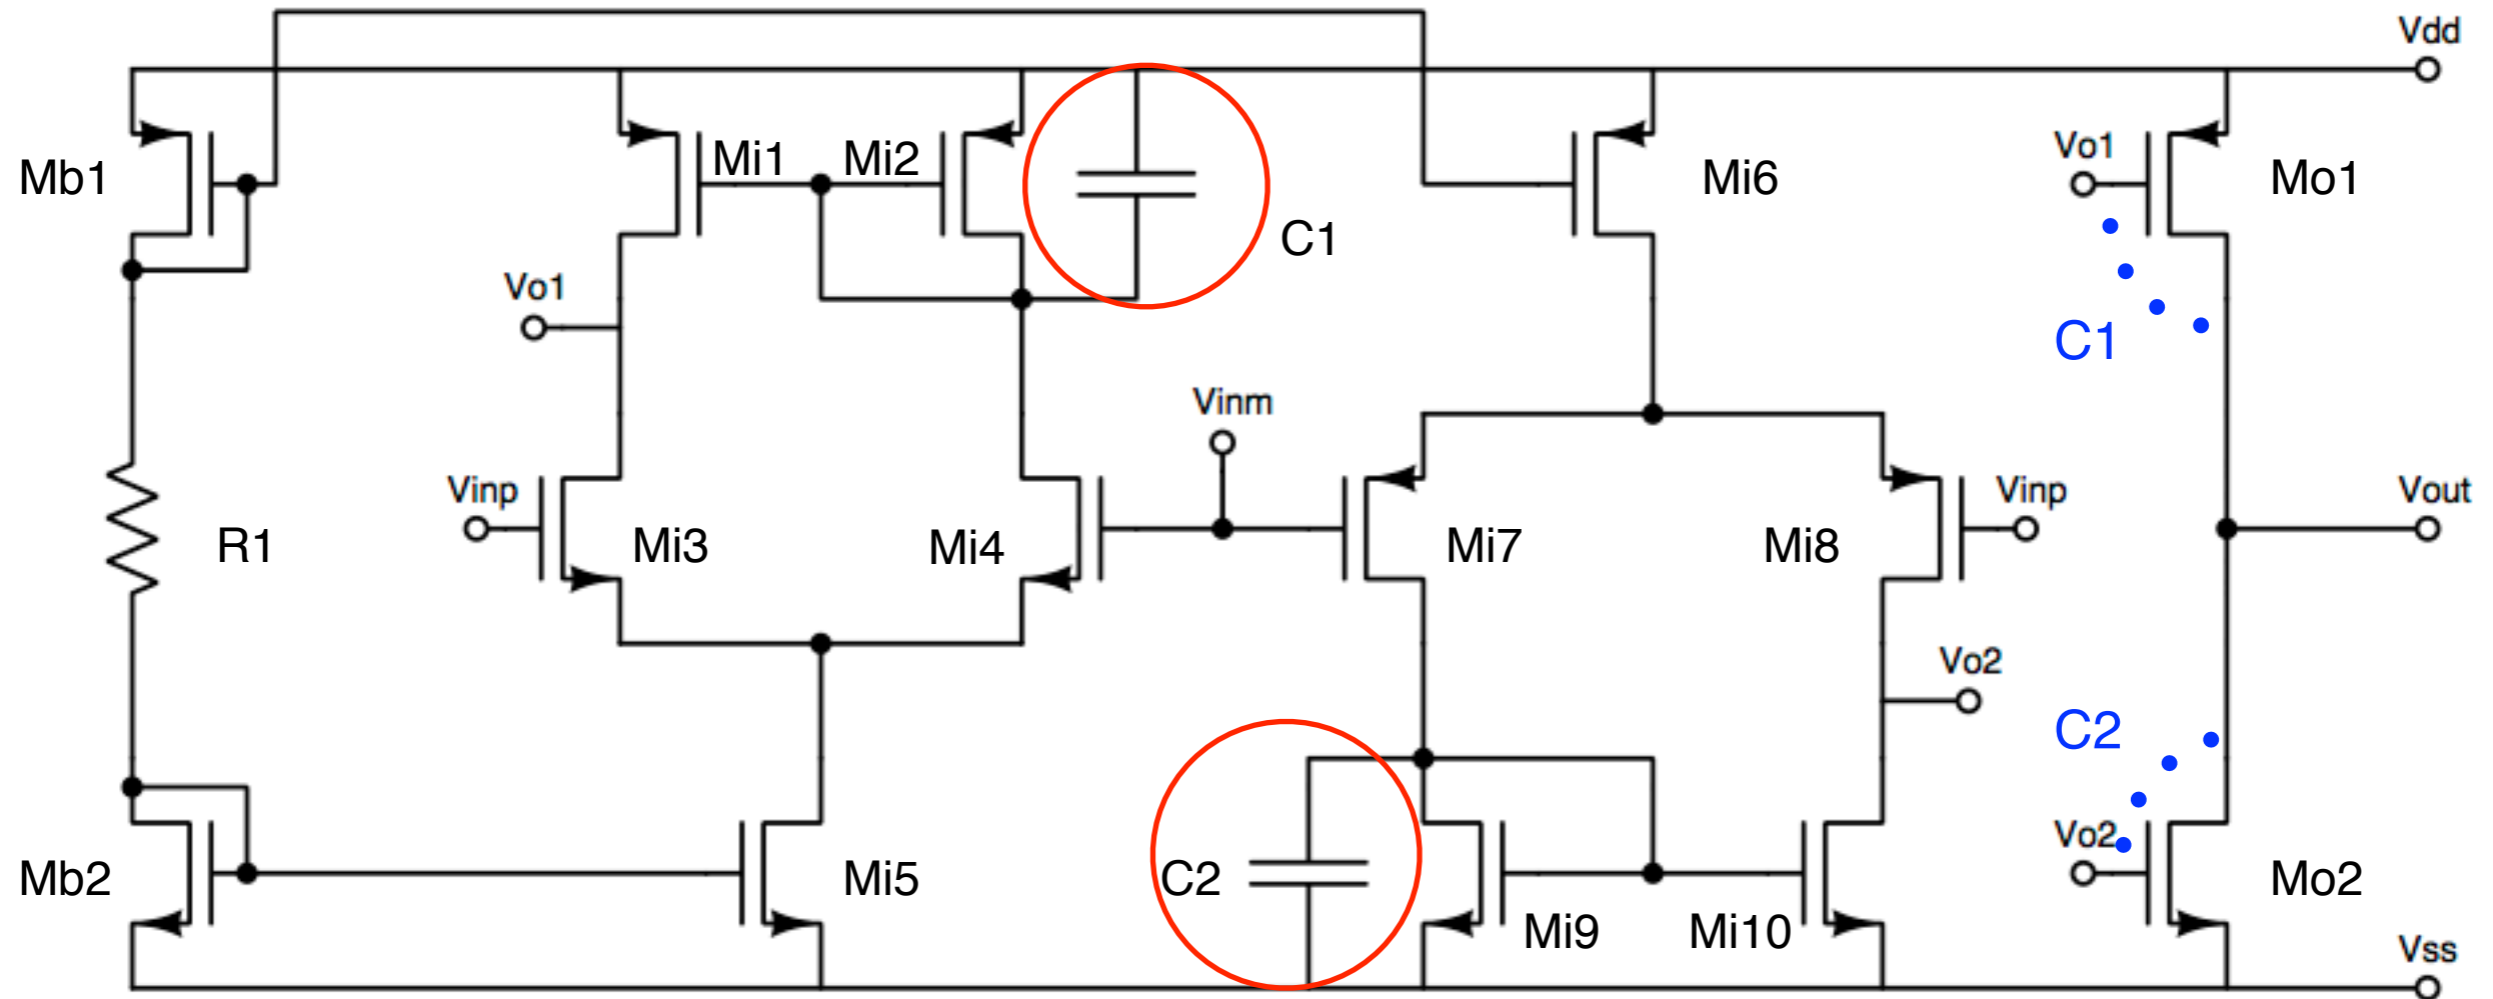 Vdd
Mb1
Mi1
Mi2
C1
Mi6
Vo1
Mo1
Vo1
C1
Vinm
Vinp
R1
Mi3
Mi4
Mi7
Mi8
Vinp
Vout
Vo2
C2
Mb2
Mi5
C2
Mi9
Mi10
Vo2
Mo2
Vss